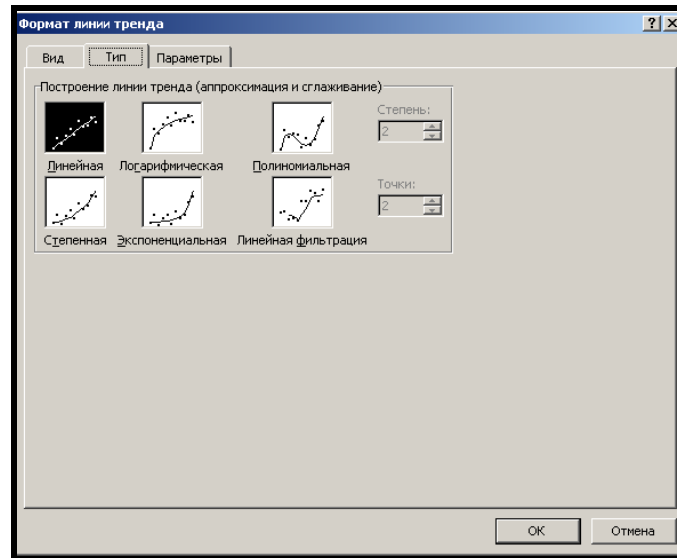 Формат линии тренда
Вид Тип Параметры
Построение линии тренда (аппроксимация и сглаживание)
Степень:
2
Линейная Логарифмическая Полиномиальная
Точки:
2
Степенная Экспоненциальная Линейная фильтрация
ОК Отмена